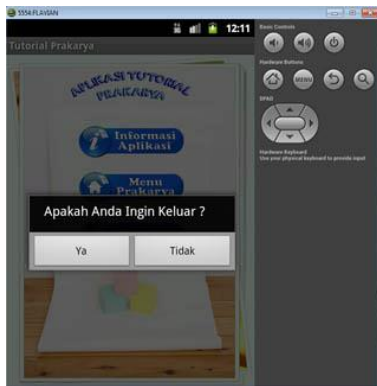 5554:FLAVIAN
12:11
Tutorial Prakarya
APLIKASI TUTORIAL
PRAKARYA
Informasi
Aplikasi
Menu
Prakarya
Apakah Anda Ingin Keluar ?
Ya
Tidak
Basic Controls
Hardware Buttons
MENU
DPAD
Hardware Keyboard
Use your physical keyboard to provide input